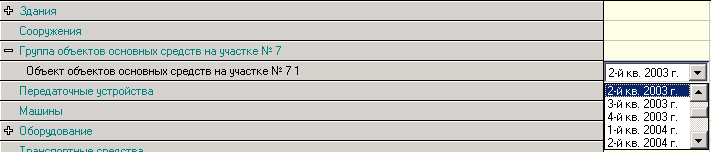 Здания
Сооружения
Группа объектов основных средств на участке № 7
Объект объектов основных средств на участке № 7 1
2-й кв. 2003 г.
Передаточные устройства
2-й кв. 2003 г.
3-й кв. 2003 г.
Машины
4-й кв. 2003 г.
1-й кв. 2004 г.
Оборудование
2-й кв. 2004 г.
Транспортные средства